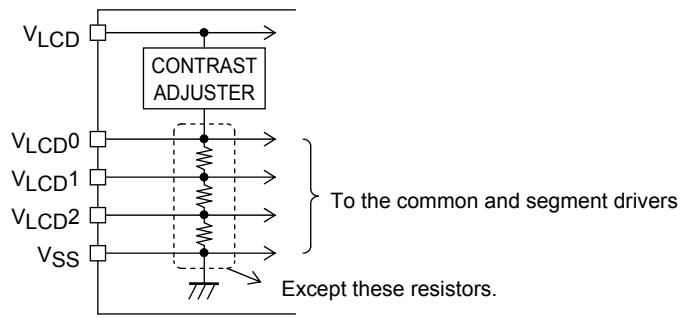 VLCD
CONTRAST
ADJUSTER
VLCD0
VLCD1
VLCD2
VSS
To the common and segment drivers
Except these resistors.